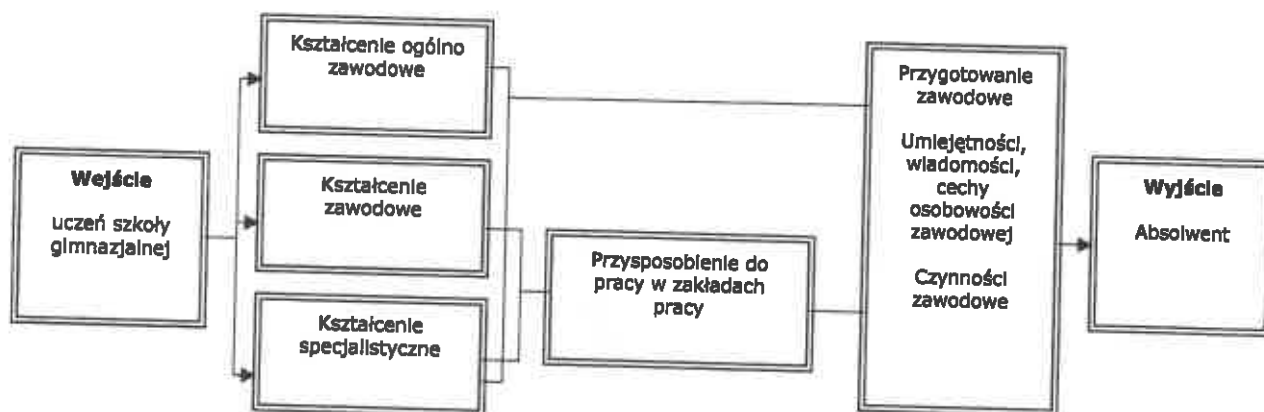 Kształcenie ogólno
zawodowe
Przygotowanie
zawodowe
Umiejętności,
wiadomości,
cechy
osobowości
zawodowej
Czynności
zawodowe
Wejście
uczeń szkoły
gimnazjalnej
Kształcenie
zawodowe
Wyjście
Absolwent
Przysposobienie do
pracy w zakładach
pracy
Kształcenie
specjalistyczne